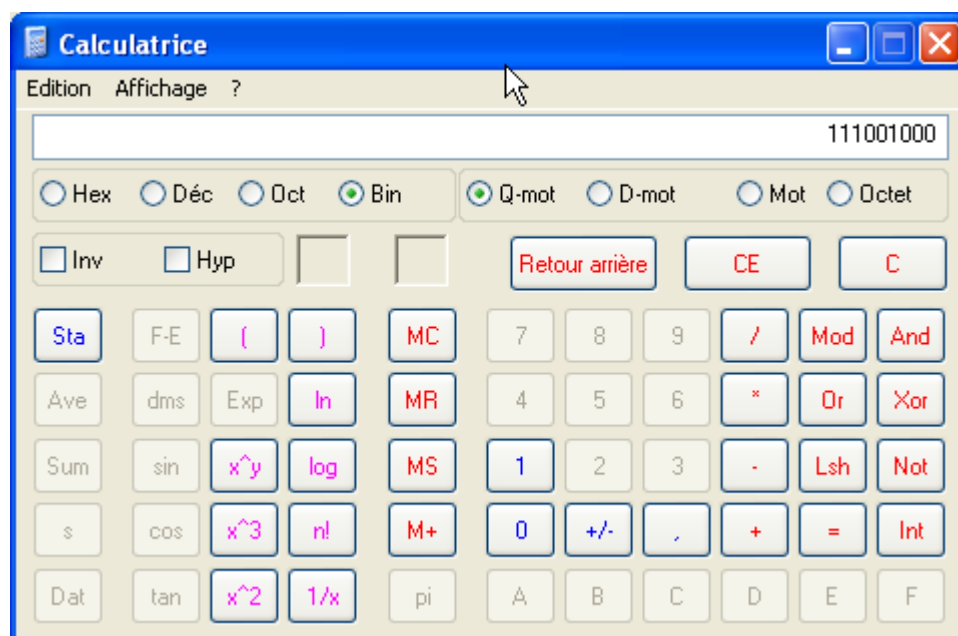 Calculatrice
Edition Affichage ?
111001000
Hex Déc Oct Bin Q-mot D-mot Mot Octet
Inv Hyp Retour arrière CE C
Sta F-E ( ) MC 7 8 9 / Mod And
Ave dms Exp ln MR 4 5 6 * Or Xor
Sum sin x^y log MS 1 2 3 - Lsh Not
s cos x^3 n! M+ 0 +/- , + = Int
Dat tan x^2 1/x pi A B C D E F